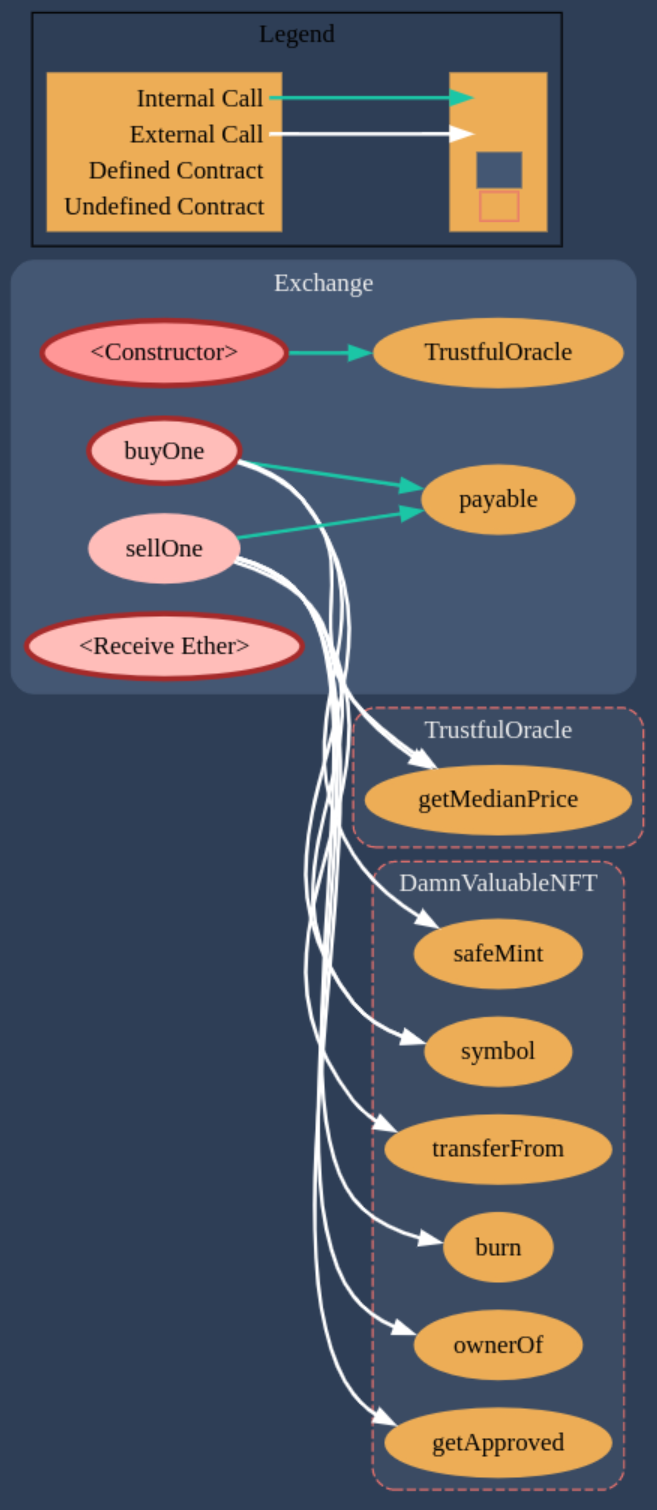 Legend
Internal Call
External Call
Defined Contract
Undefined Contract
Exchange
<Constructor>
TrustfulOracle
buyOne
payable
sellOne
<Receive Ether>
TrustfulOracle
getMedianPrice
DamnValuableNFT
safeMint
symbol
transferFrom
burn
ownerOf
getApproved